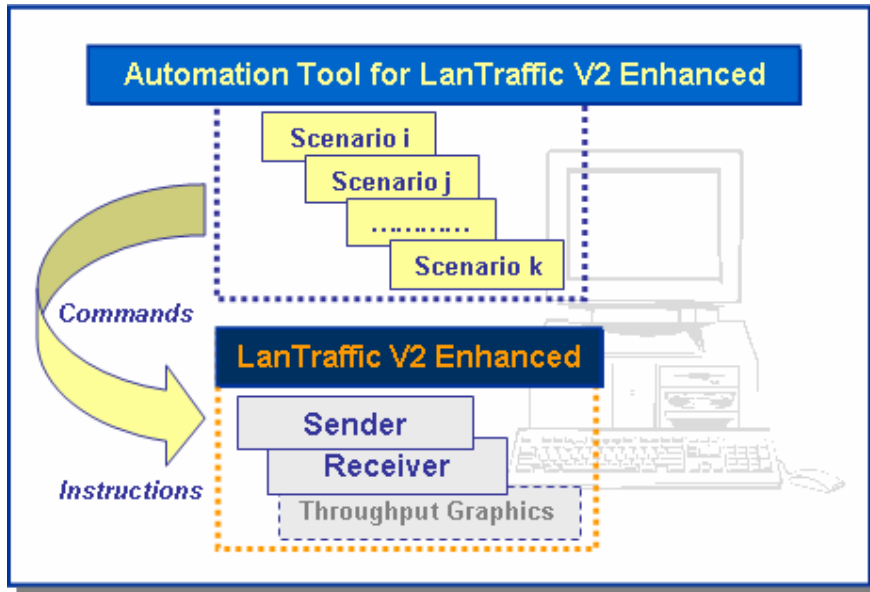 Automation Tool for LanTraffic V2 Enhanced
Scenario i
Scenario j
............
Scenario k
Commands
LanTraffic V2 Enhanced
Sender
Receiver
Instructions
Throughput Graphics